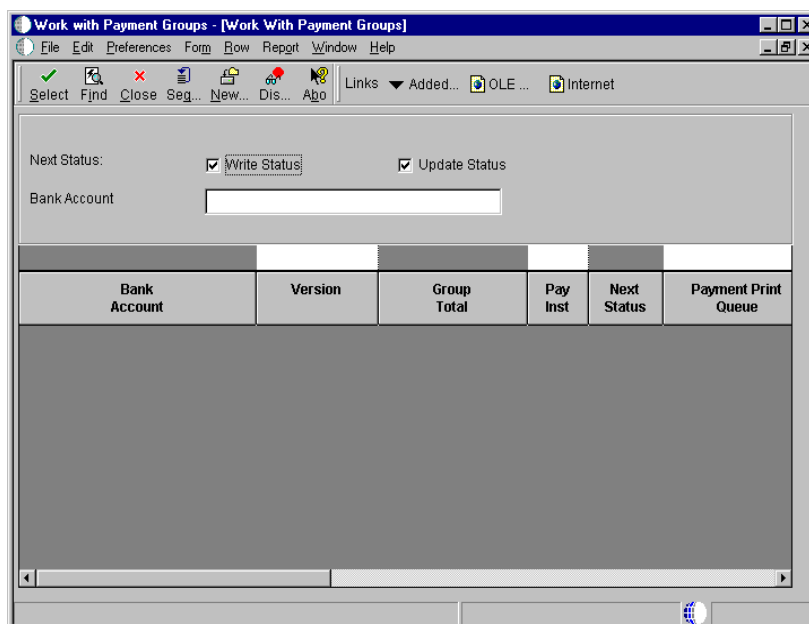 Work with Payment Groups - [Work With Payment Groups]
File Edit Preferences Form Row Report Window Help
Select Find Close Seg... New... Dis... Abo Links Added... OLE ... Internet
Next Status: Write Status Update Status
Bank Account
Bank Account Version Group Total Pay Inst Next Status Payment Print Queue